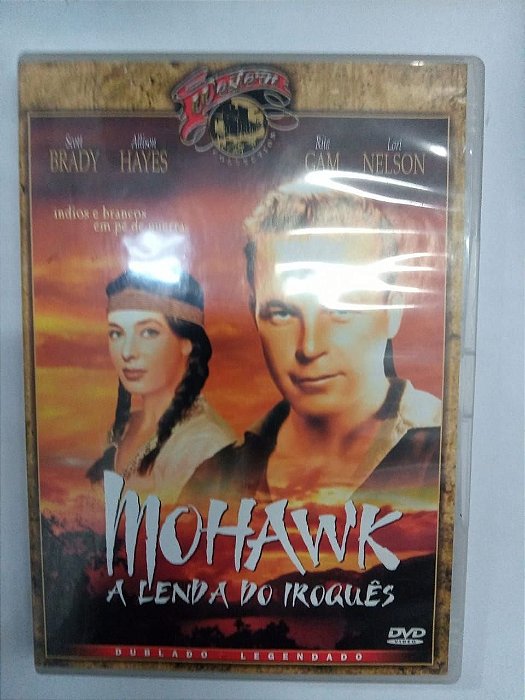 Western
COLLECTION
Scott BRADY Allison HAYES Rita GAM Lori NELSON
índios e brancos
em pé de guerra
MOHAWK
A LENDA DO IROQUÊS
DVD
VIDEO
DUBLADO LEGENDADO